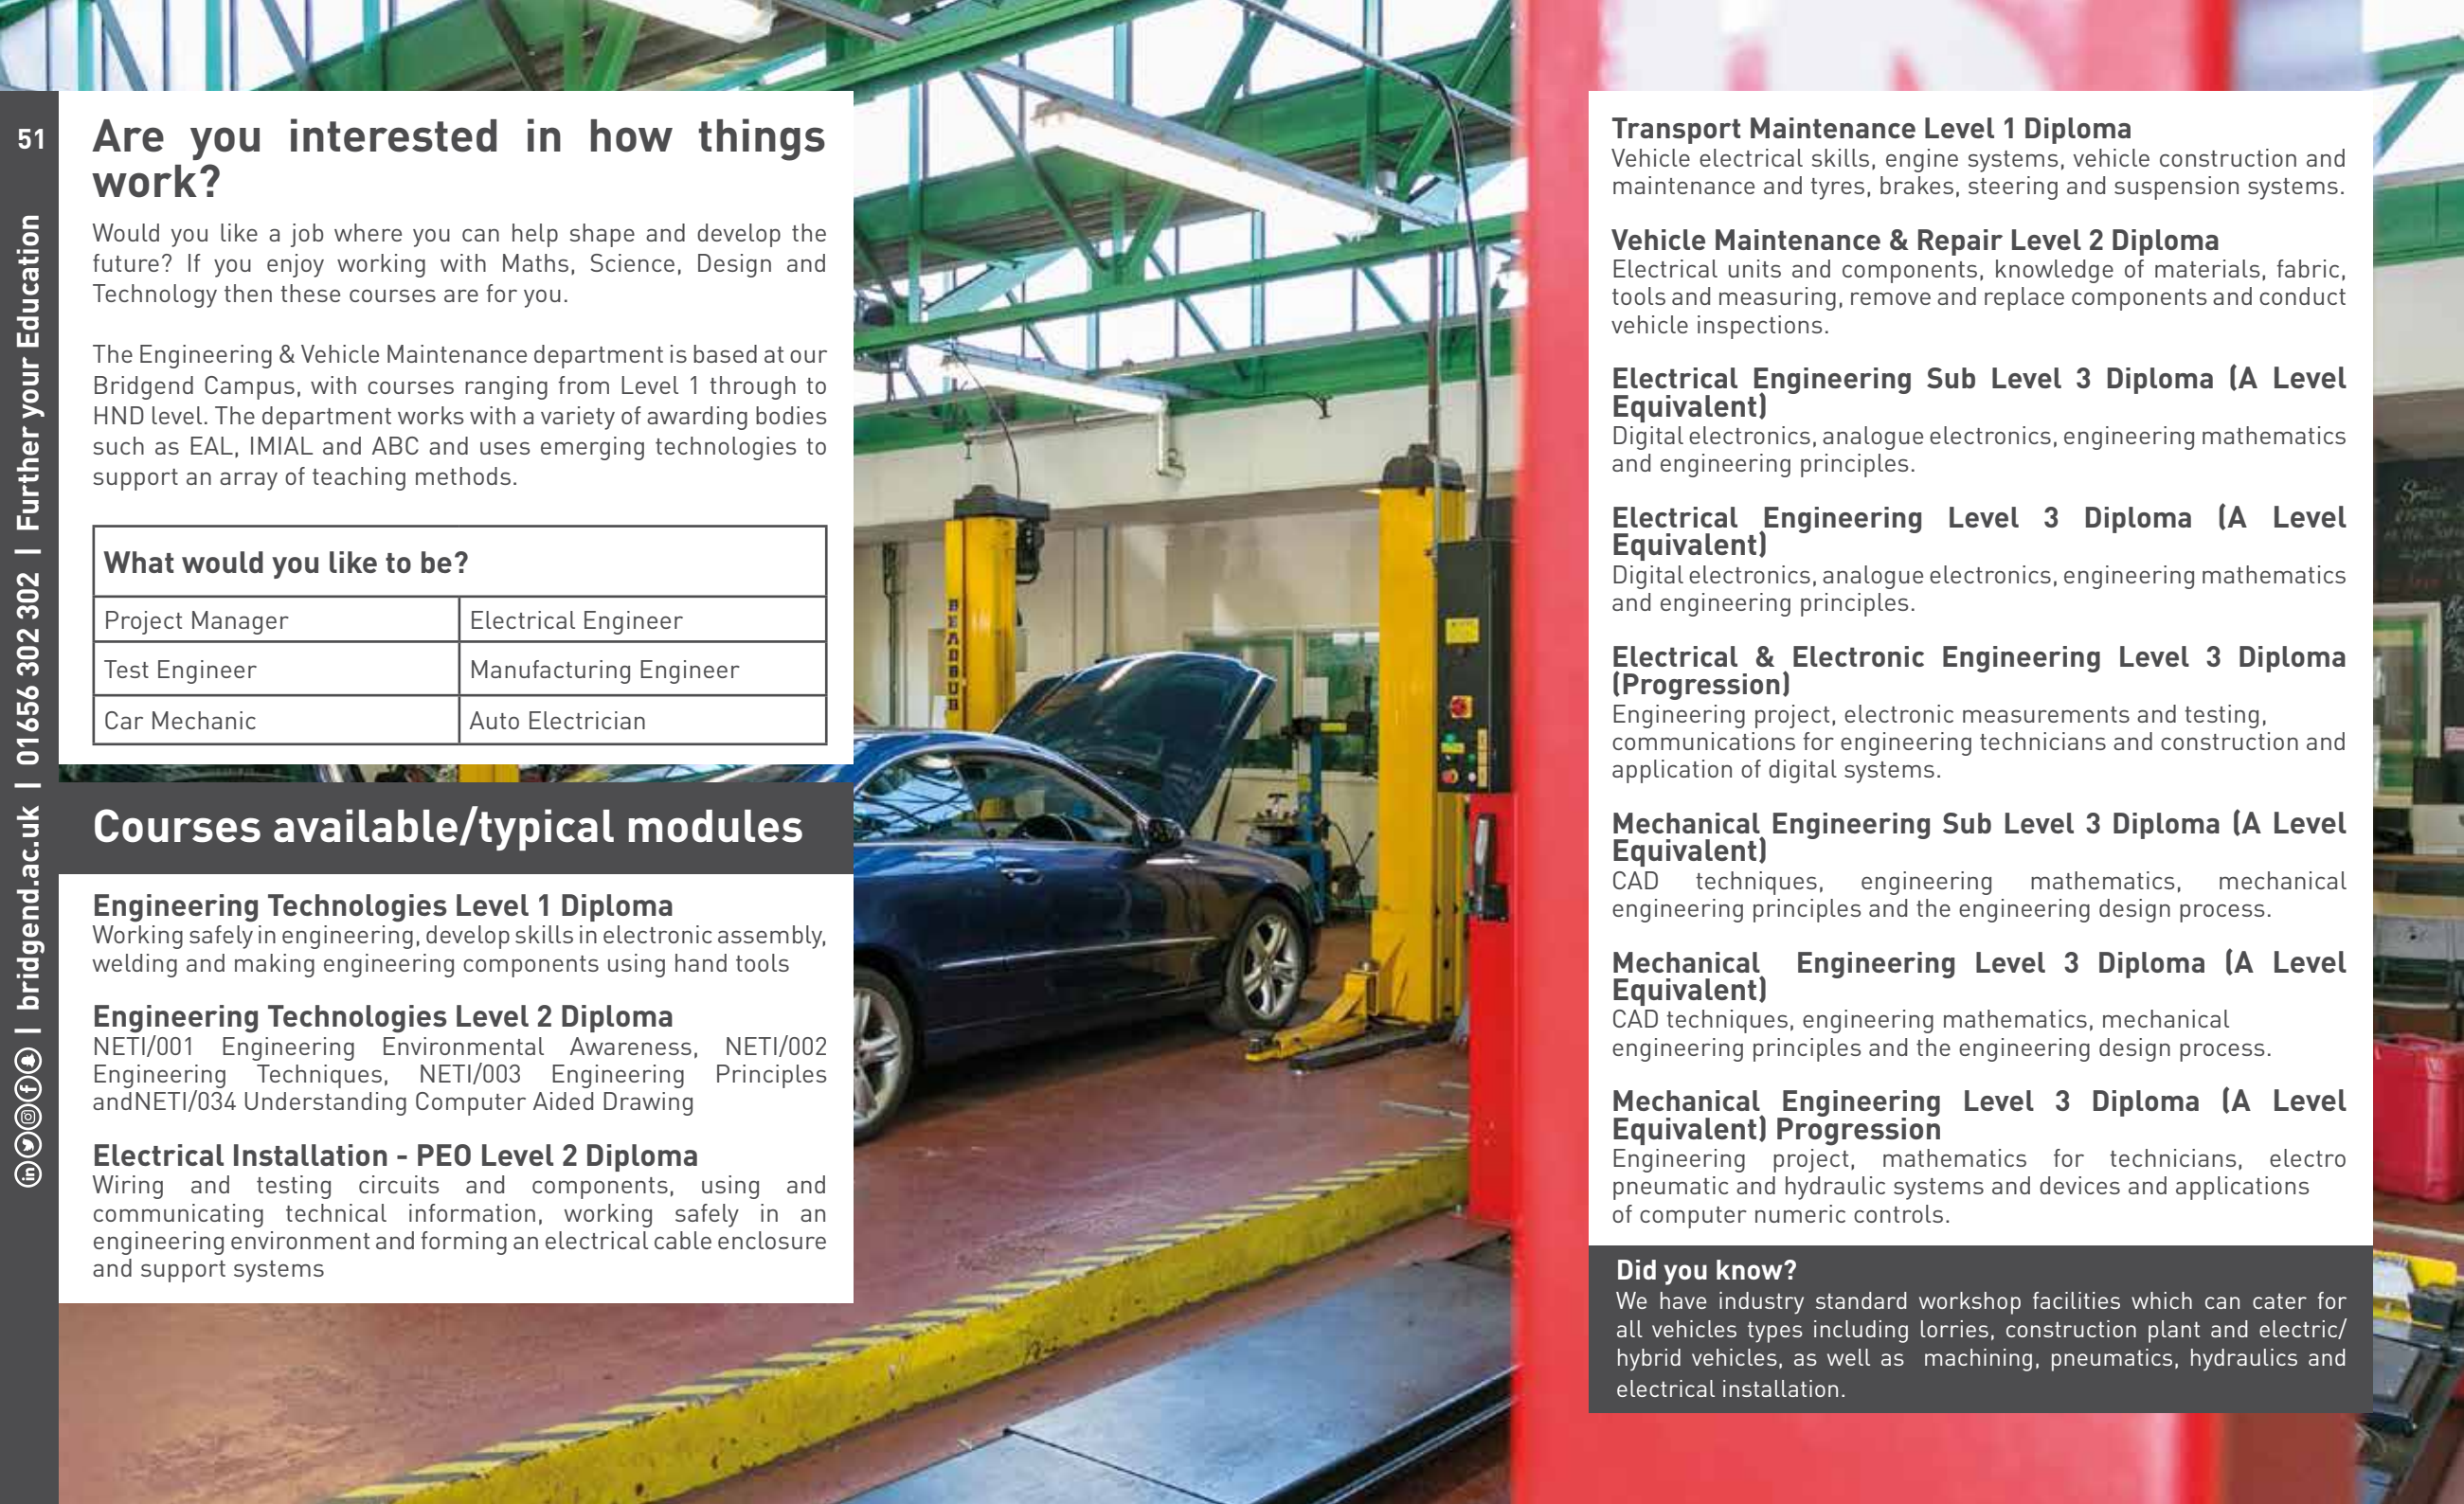 51
Further your Education | 01656 302 302 | bridgend.ac.uk |
Are you interested in how things
work?
Would you like a job where you can help shape and develop the
future? If you enjoy working with Maths, Science, Design and
Technology then these courses are for you.
The Engineering & Vehicle Maintenance department is based at our
Bridgend Campus, with courses ranging from Level 1 through to
HND level. The department works with a variety of awarding bodies
such as EAL, IMIAL and ABC and uses emerging technologies to
support an array of teaching methods.
What would you like to be?
Project Manager
Electrical Engineer
Test Engineer
Manufacturing Engineer
Car Mechanic
Auto Electrician
Courses available/typical modules
Engineering Technologies Level 1 Diploma
Working safely in engineering, develop skills in electronic assembly,
welding and making engineering components using hand tools
Engineering Technologies Level 2 Diploma
NETI/001 Engineering Environmental Awareness, NETI/002
Engineering Techniques, NETI/003 Engineering Principles
andNETI/034 Understanding Computer Aided Drawing
Electrical Installation - PEO Level 2 Diploma
Wiring and testing circuits and components, using and
communicating technical information, working safely in an
engineering environment and forming an electrical cable enclosure
and support systems
Transport Maintenance Level 1 Diploma
Vehicle electrical skills, engine systems, vehicle construction and
maintenance and tyres, brakes, steering and suspension systems.
Vehicle Maintenance & Repair Level 2 Diploma
Electrical units and components, knowledge of materials, fabric,
tools and measuring, remove and replace components and conduct
vehicle inspections.
Electrical Engineering Sub Level 3 Diploma (A Level
Equivalent)
Digital electronics, analogue electronics, engineering mathematics
and engineering principles.
Electrical Engineering Level 3 Diploma (A Level
Equivalent)
Digital electronics, analogue electronics, engineering mathematics
and engineering principles.
Electrical & Electronic Engineering Level 3 Diploma
(Progression)
Engineering project, electronic measurements and testing,
communications for engineering technicians and construction and
application of digital systems.
Mechanical Engineering Sub Level 3 Diploma (A Level
Equivalent)
CAD techniques, engineering mathematics, mechanical
engineering principles and the engineering design process.
Mechanical Engineering Level 3 Diploma (A Level
Equivalent)
CAD techniques, engineering mathematics, mechanical
engineering principles and the engineering design process.
Mechanical Engineering Level 3 Diploma (A Level
Equivalent) Progression
Engineering project, mathematics for technicians, electro
pneumatic and hydraulic systems and devices and applications
of computer numeric controls.
Did you know?
We have industry standard workshop facilities which can cater for
all vehicles types including lorries, construction plant and electric/
hybrid vehicles, as well as machining, pneumatics, hydraulics and
electrical installation.